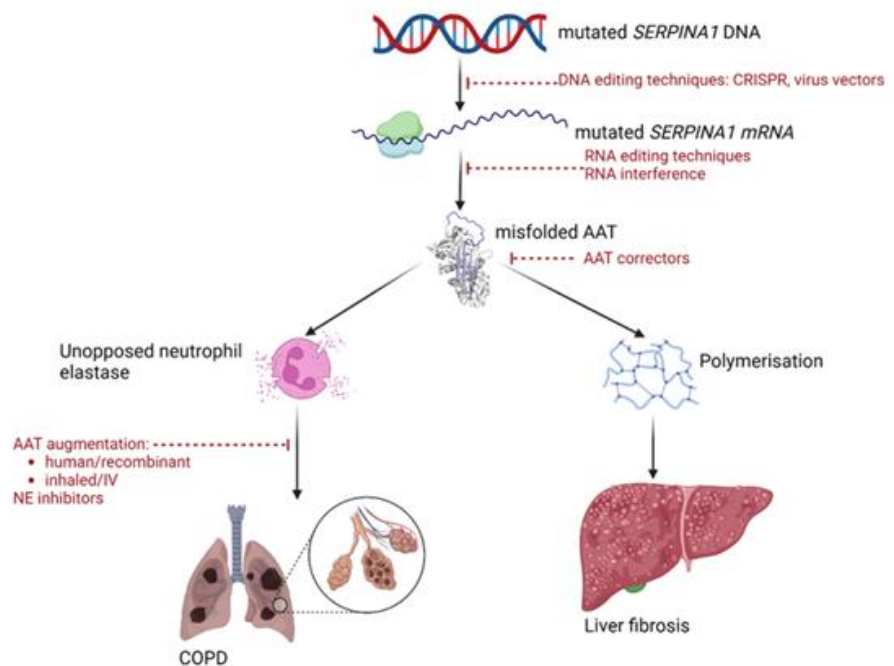 mutated SERPINA1 DNA
DNA editing techniques: CRISPR, virus vectors
mutated SERPINA1 mRNA
RNA editing techniques
RNA interference
misfolded AAT
AAT correctors
Unopposed neutrophil
elastase
Polymerisation
AAT augmentation:
• human/recombinant
• inhaled/IV
NE inhibitors
Liver fibrosis
COPD